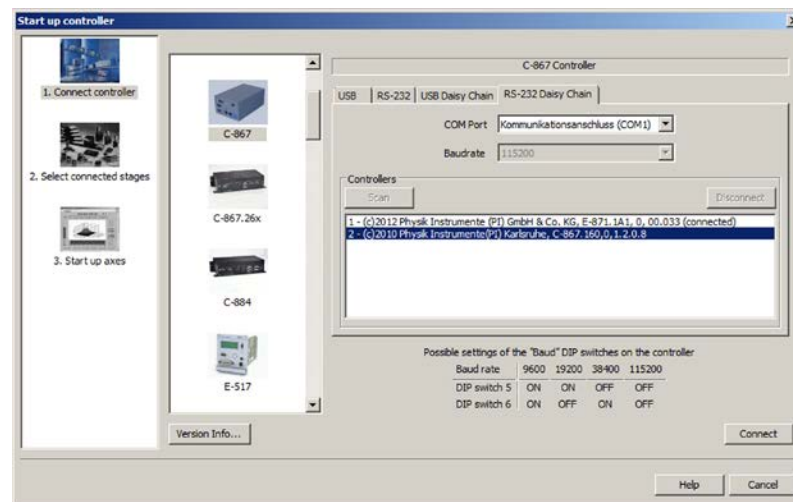 Start up controller
1. Connect controller
2. Select connected stages
3. Start up axes
C-867
C-867.26x
C-884
E-517
Version Info...
C-867 Controller
USB RS-232 USB Daisy Chain RS-232 Daisy Chain
COM Port Kommunikationsanschluss (COM1)
Baudrate 115200
Controllers
Scan Disconnect
1 - (c)2012 Physik Instrumente (PI) GmbH & Co. KG, E-871.1A1, 0, 00.033 (connected)
2 - (c)2010 Physik Instrumente(PI) Karlsruhe, C-867.160,0,1.2.0.8
Possible settings of the "Baud" DIP switches on the controller
Baud rate 9600 19200 38400 115200
DIP switch 5 ON ON OFF OFF
DIP switch 6 ON OFF ON OFF
Connect
Help Cancel